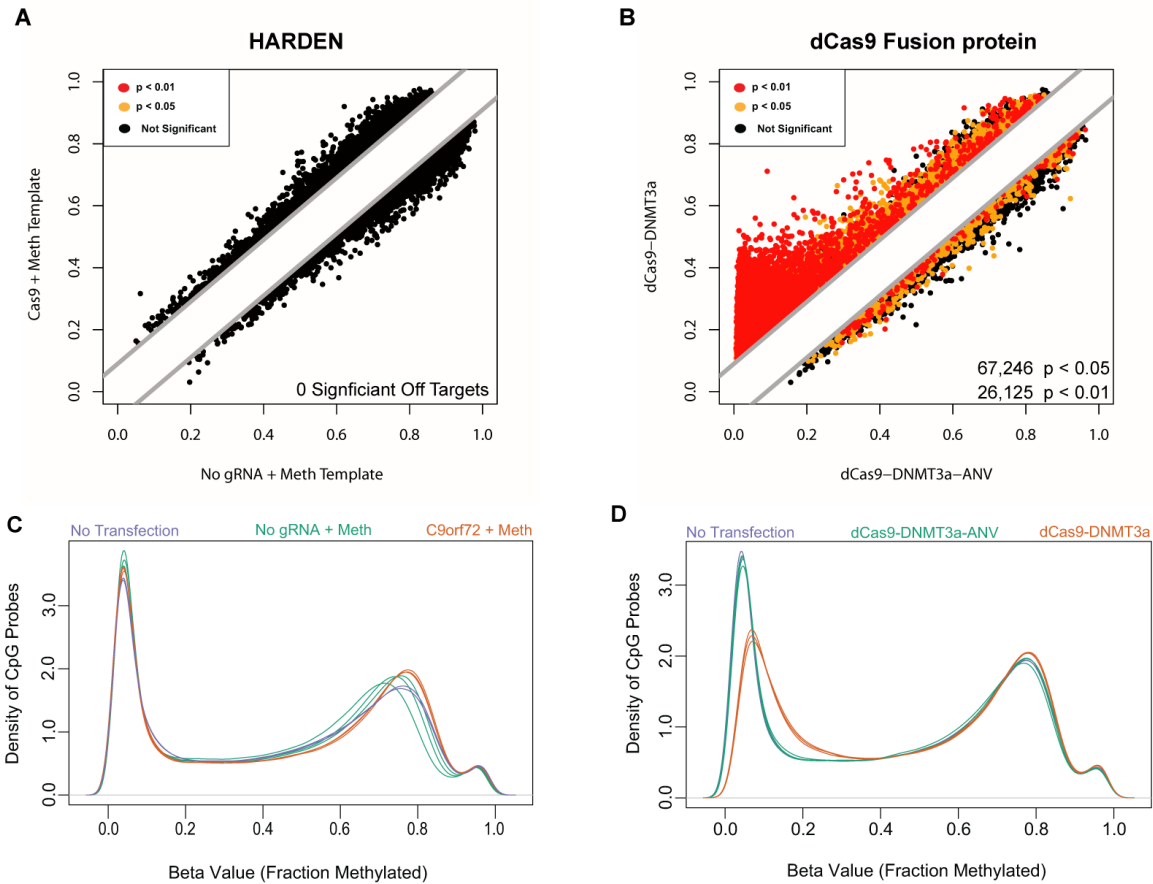 A
HARDEN
p < 0.01
p < 0.05
Not Significant
Cas9 + Meth Template
0.0 0.2 0.4 0.6 0.8 1.0
0 Signficiant Off Targets
0.0 0.2 0.4 0.6 0.8 1.0
No gRNA + Meth Template
B
dCas9 Fusion protein
p < 0.01
p < 0.05
Not Significant
dCas9−DNMT3a
0.0 0.2 0.4 0.6 0.8 1.0
67,246 p < 0.05
26,125 p < 0.01
0.0 0.2 0.4 0.6 0.8 1.0
dCas9−DNMT3a−ANV
C
No Transfection No gRNA + Meth C9orf72 + Meth
Density of CpG Probes
0.0 1.0 2.0 3.0
0.0 0.2 0.4 0.6 0.8 1.0
Beta Value (Fraction Methylated)
D
No Transfection dCas9-DNMT3a-ANV dCas9-DNMT3a
Density of CpG Probes
0.0 1.0 2.0 3.0
0.0 0.2 0.4 0.6 0.8 1.0
Beta Value (Fraction Methylated)